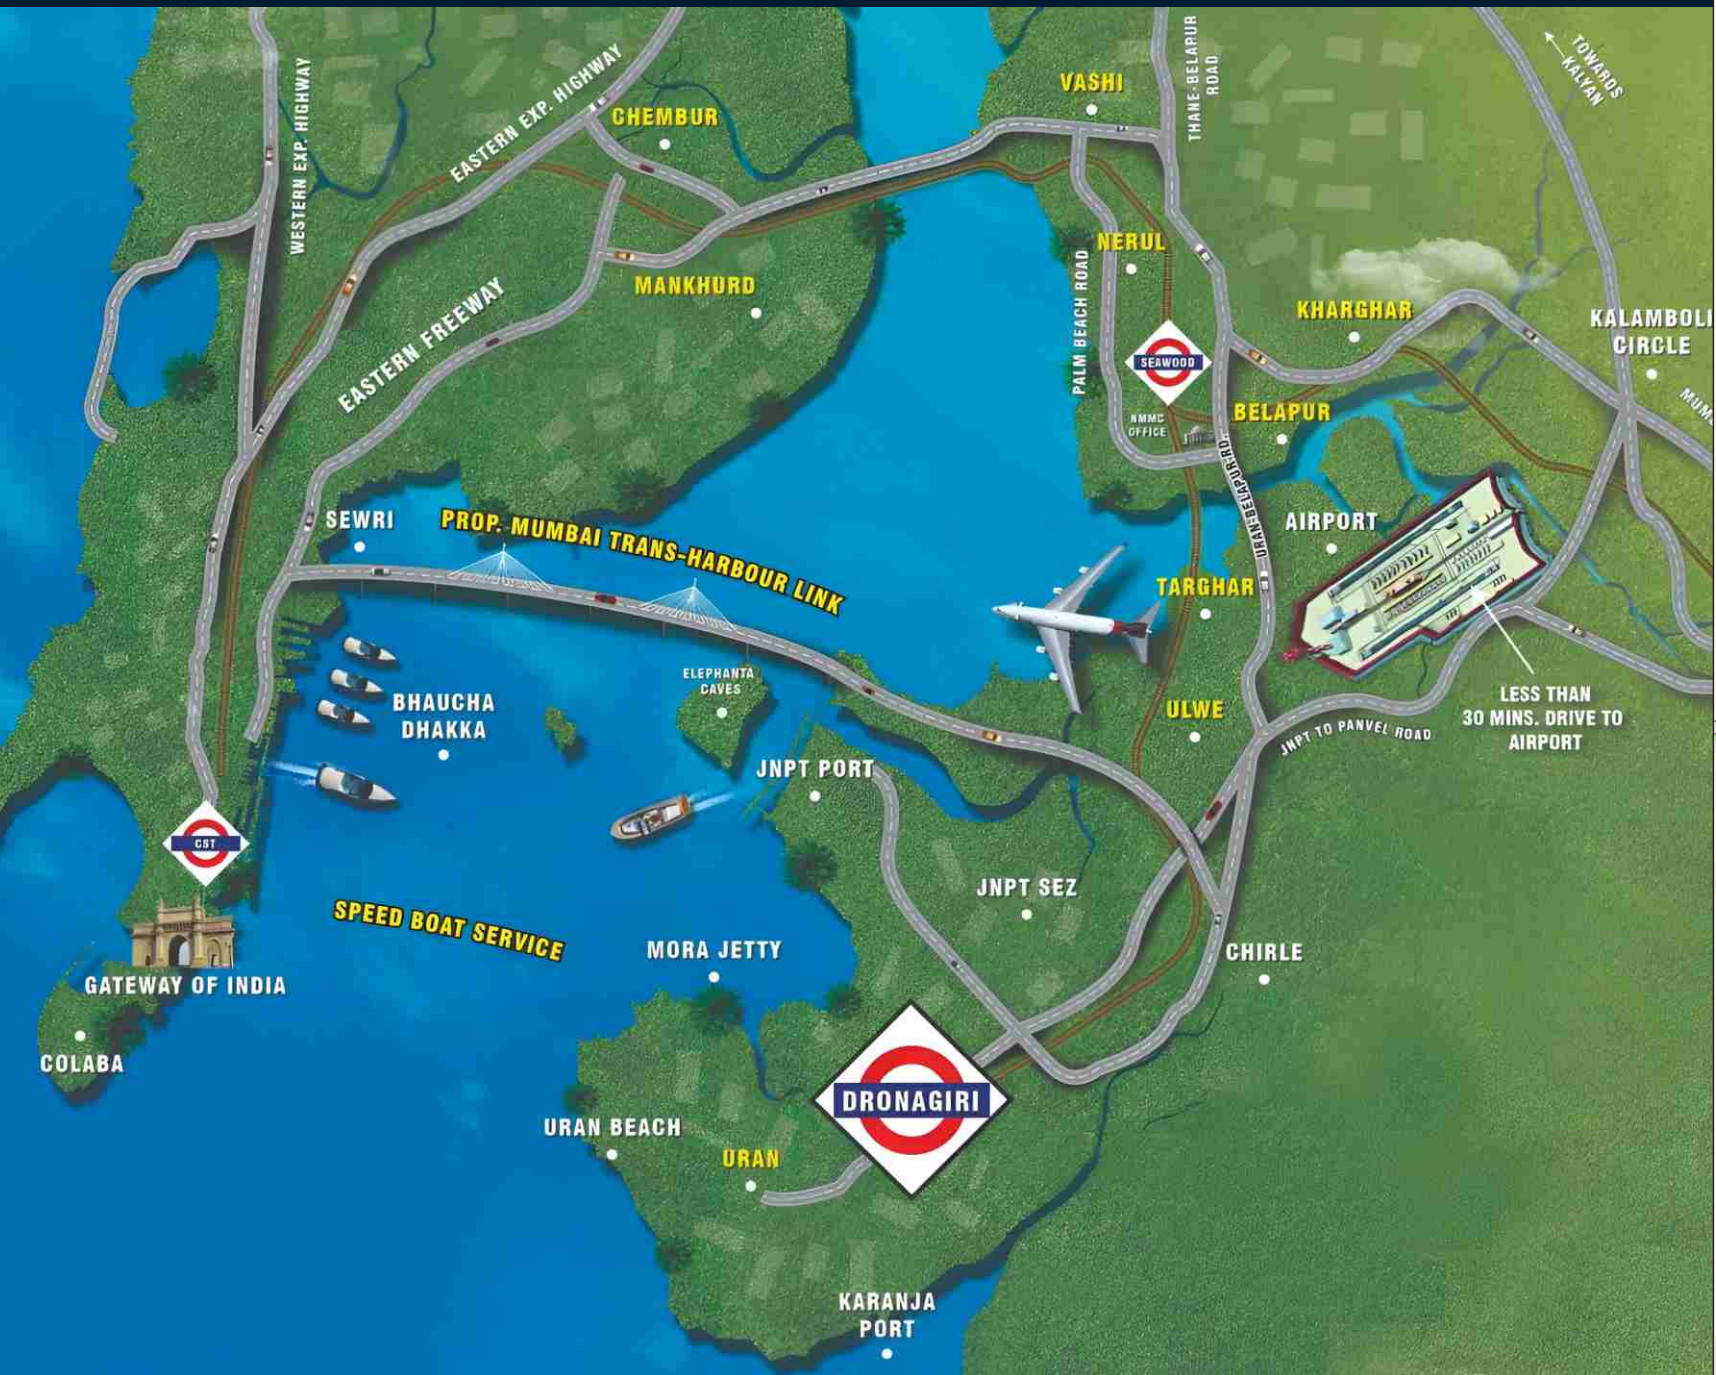 WESTERN EXP. HIGHWAY
EASTERN EXP. HIGHWAY
CHEMBUR
VASHI
THANE-BELAPUR
ROAD
TOWARDS
KALYAN
MANKHURD
EASTERN FREEWAY
NERUL
PALM BEACH ROAD
SEAWOOD
KHARGHAR
KALAMBOLI
CIRCLE
NMMC
OFFICE
BELAPUR
URAN-BELAPUR-RD.
SEWRI
PROP. MUMBAI TRANS-HARBOUR LINK
AIRPORT
TARGHAR
ELEPHANTA
CAVES
BHAUCHA
DHAKKA
ULWE
LESS THAN
30 MINS. DRIVE TO
AIRPORT
JNPT TO PANVEL ROAD
JNPT PORT
CST
JNPT SEZ
SPEED BOAT SERVICE
MORA JETTY
CHIRLE
GATEWAY OF INDIA
COLABA
DRONAGIRI
URAN BEACH
URAN
KARANJA
PORT